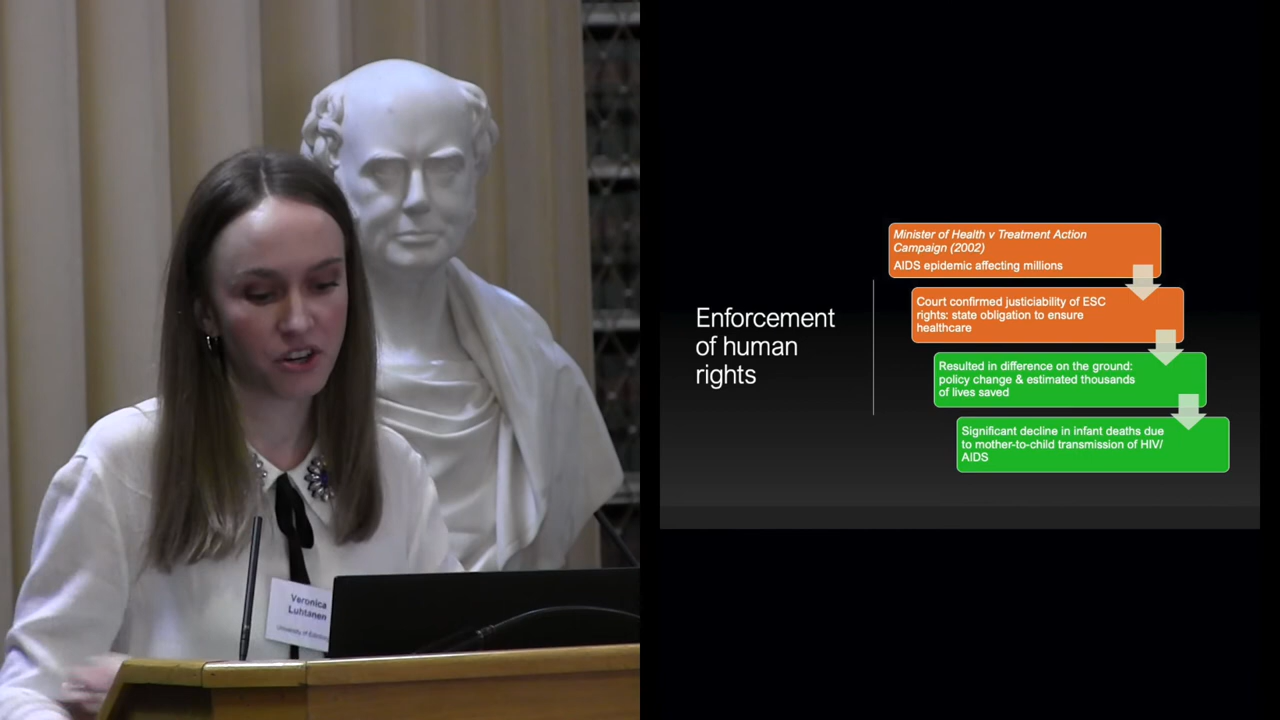 Veronica
Luhtanen
University of
Enforcement
of human
rights
Minister of Health v Treatment Action
Campaign (2002)
AIDS epidemic affecting millions
Court confirmed justiciability of ESC
rights: state obligation to ensure
healthcare
Resulted in difference on the ground:
policy change & estimated thousands
of lives saved
Significant decline in infant deaths due
to mother-to-child transmission of HIV/
AIDS